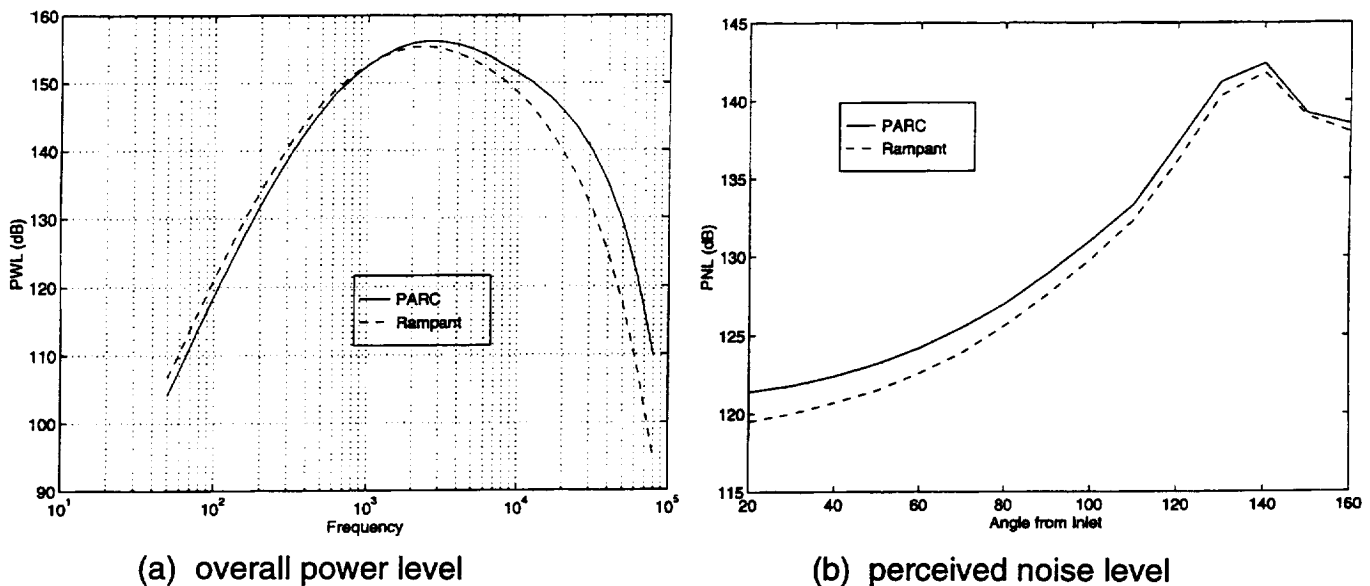 160
150
140
130
120
110
100
90
PWL (dB)
PARC
Rampant
10^1
10^2
10^3
10^4
10^5
Frequency
(a) overall power level
145
140
135
130
125
120
115
PNL (dB)
PARC
Rampant
20
40
60
80
100
120
140
160
Angle from Inlet
(b) perceived noise level